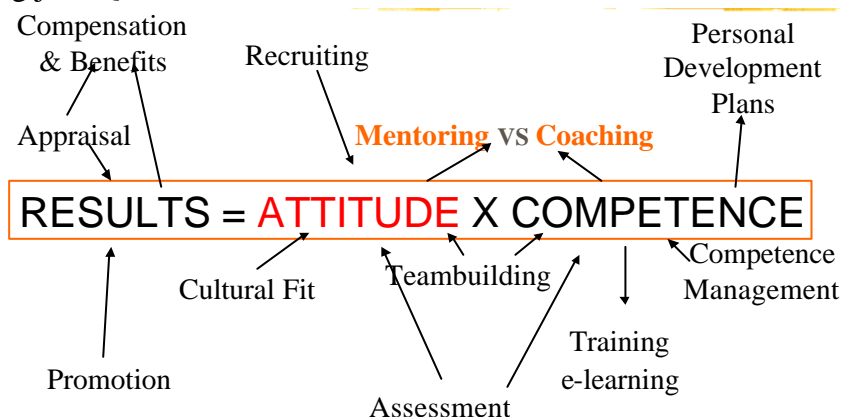 Compensation
& Benefits
Recruiting
Personal
Development
Plans
Appraisal
Mentoring VS Coaching
RESULTS = ATTITUDE X COMPETENCE
Cultural Fit
Teambuilding
Competence
Management
Training
e-learning
Promotion
Assessment